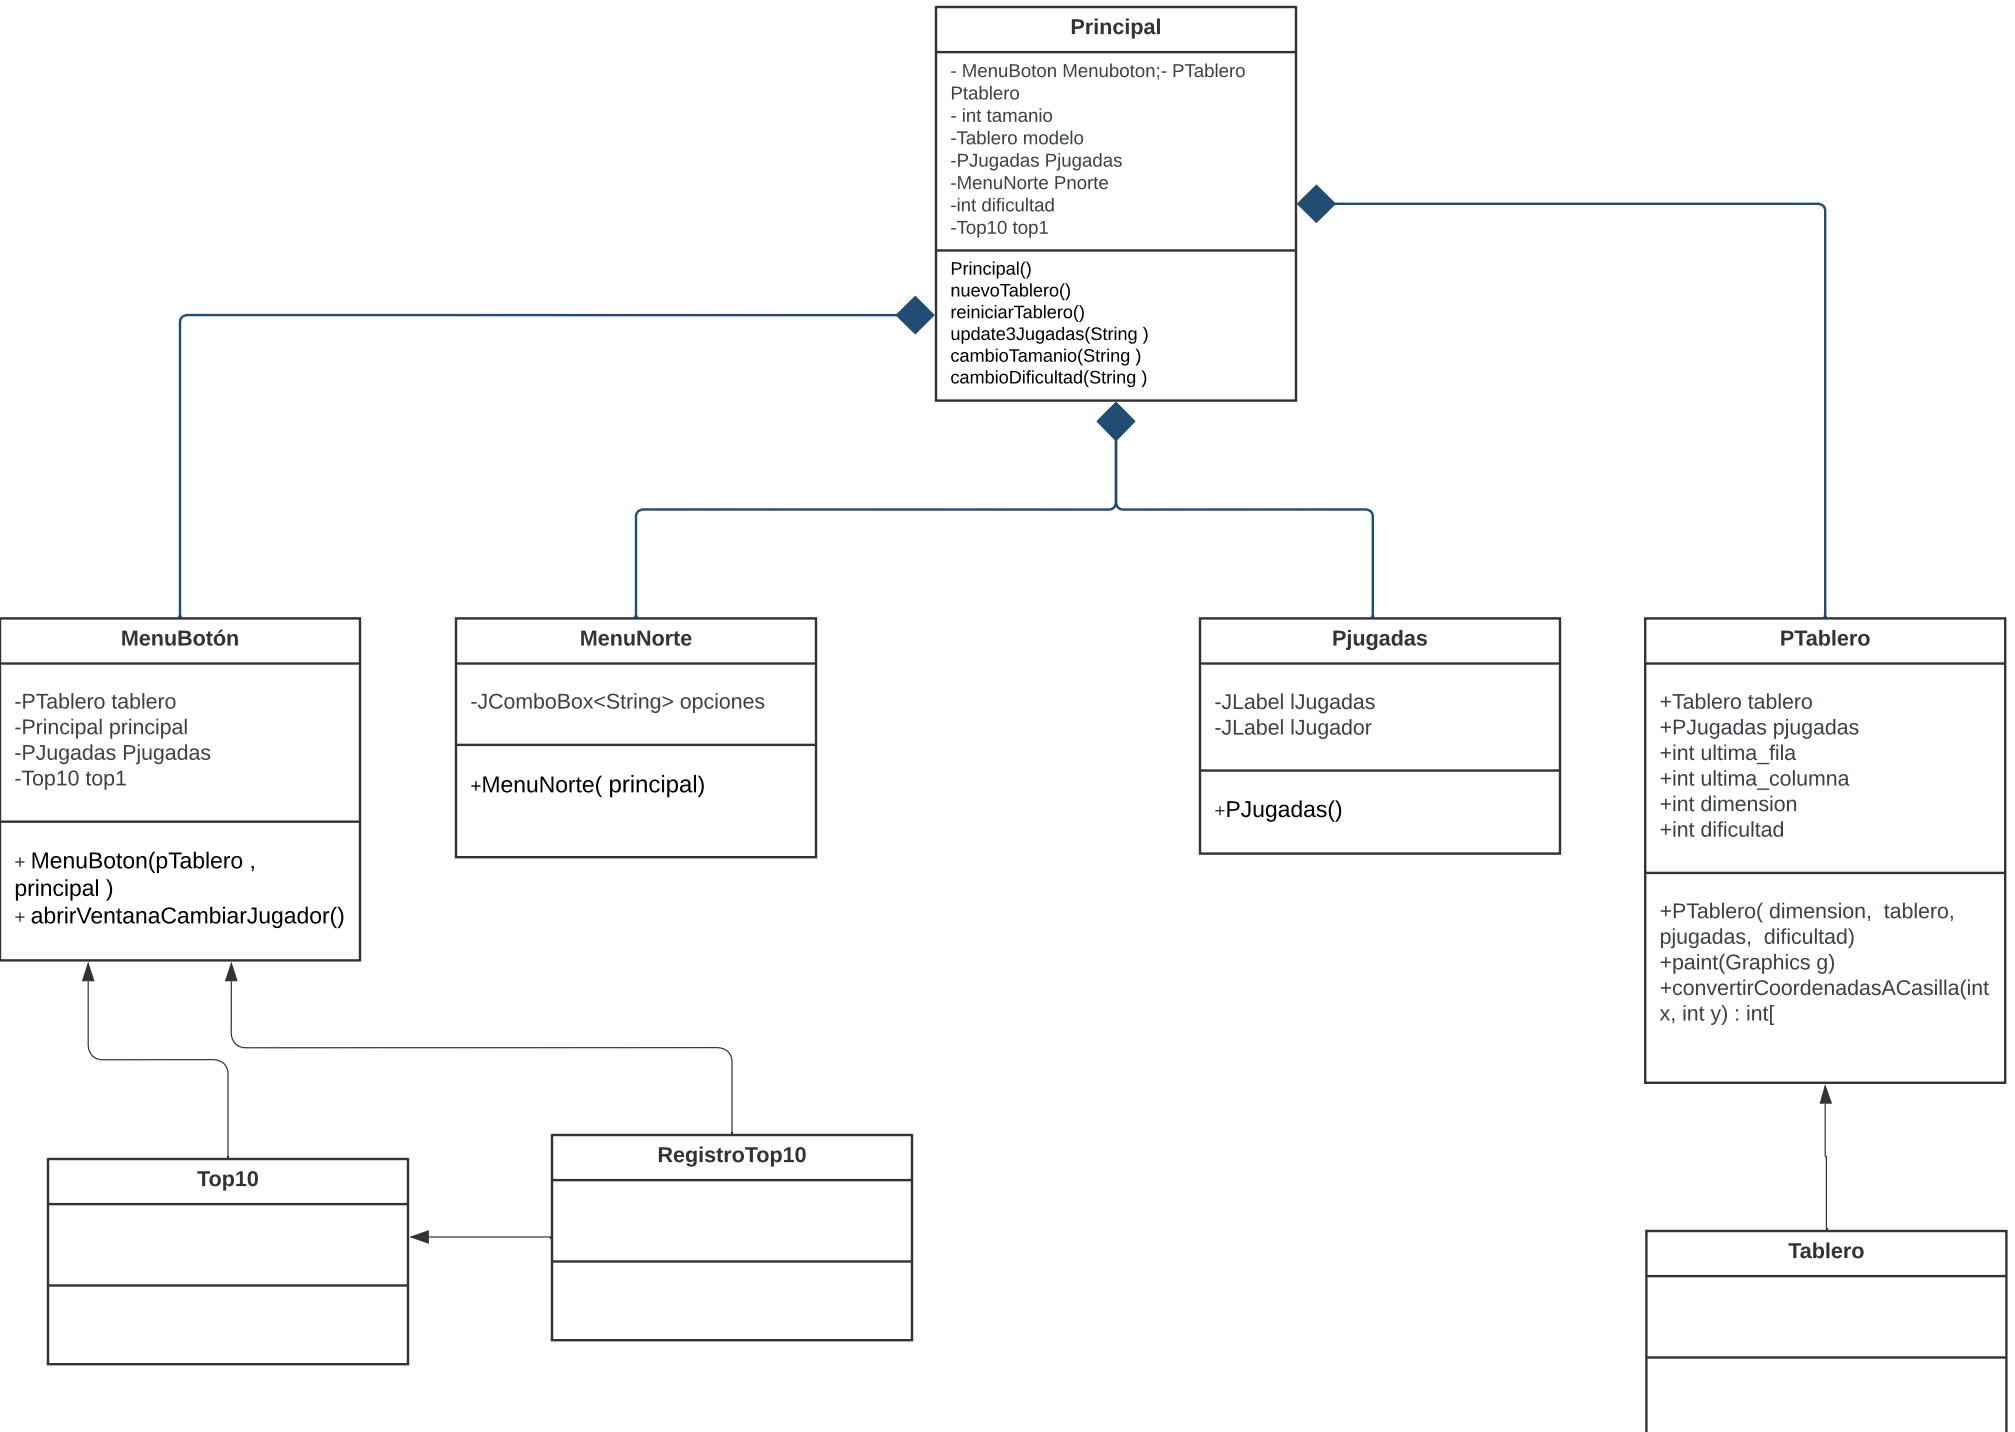 Principal
- MenuBoton Menuboton;- PTablero
Ptablero
- int tamanio
-Tablero modelo
-PJugadas Pjugadas
-MenuNorte Pnorte
-int dificultad
-Top10 top1
Principal()
nuevoTablero()
reiniciarTablero()
update3Jugadas(String )
cambioTamanio(String )
cambioDificultad(String )
MenuBotón
-PTablero tablero
-Principal principal
-PJugadas Pjugadas
-Top10 top1
+ MenuBoton(pTablero ,
principal )
+ abrirVentanaCambiarJugador()
MenuNorte
-JComboBox<String> opciones
+MenuNorte( principal)
Pjugadas
-JLabel lJugadas
-JLabel lJugador
+PJugadas()
PTablero
+Tablero tablero
+PJugadas pjugadas
+int ultima_fila
+int ultima_columna
+int dimension
+int dificultad
+PTablero( dimension,  tablero,
pjugadas,  dificultad)
+paint(Graphics g)
+convertirCoordenadasACasilla(int
x, int y) : int[
Top10
RegistroTop10
Tablero